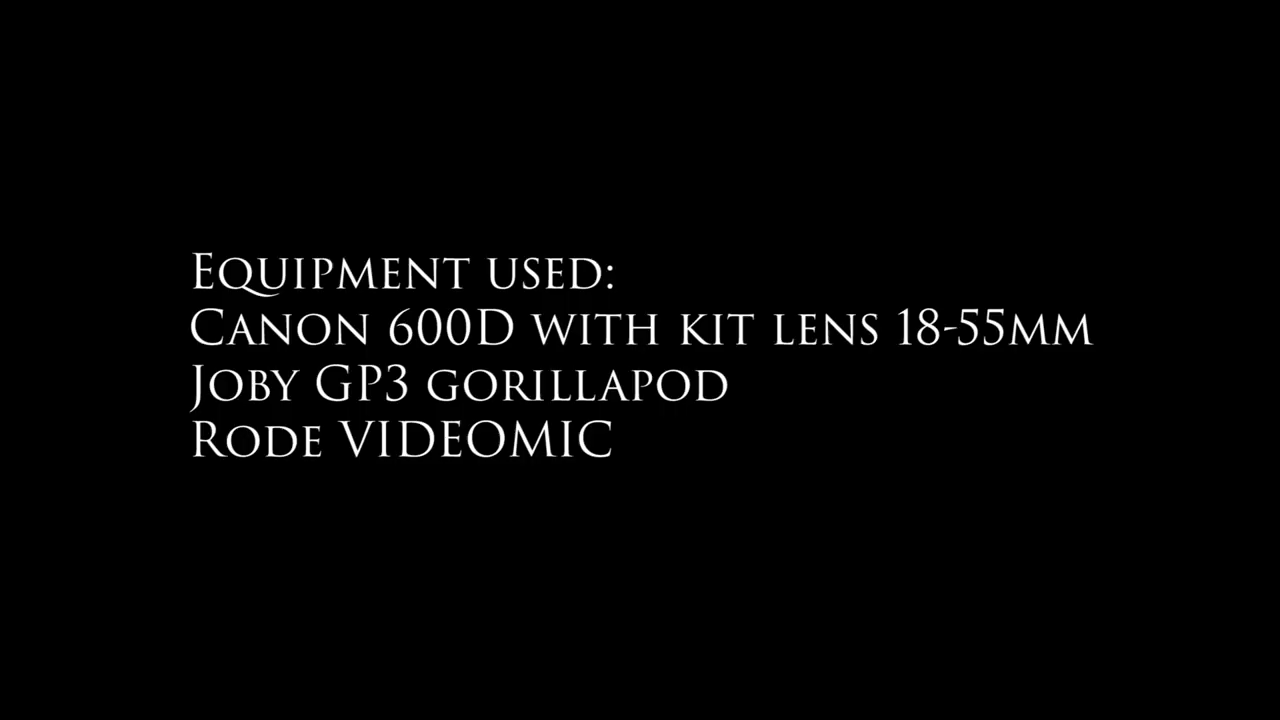 Equipment used:
Canon 600D with kit lens 18-55mm
Joby GP3 gorillapod
Rode VIDEOMIC